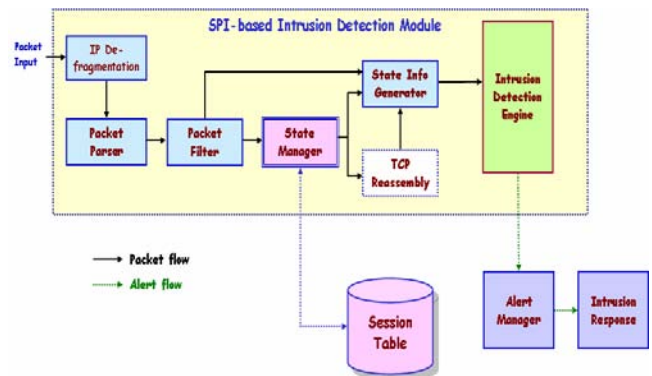 SPI-based Intrusion Detection Module
Packet
Input
IP De-
fragmentation
State Info
Generator
Intrusion
Detection
Engine
Packet
Parser
Packet
Filter
State
Manager
TCP
Reassembly
Packet flow
Alert flow
Session
Table
Alert
Manager
Intrusion
Response